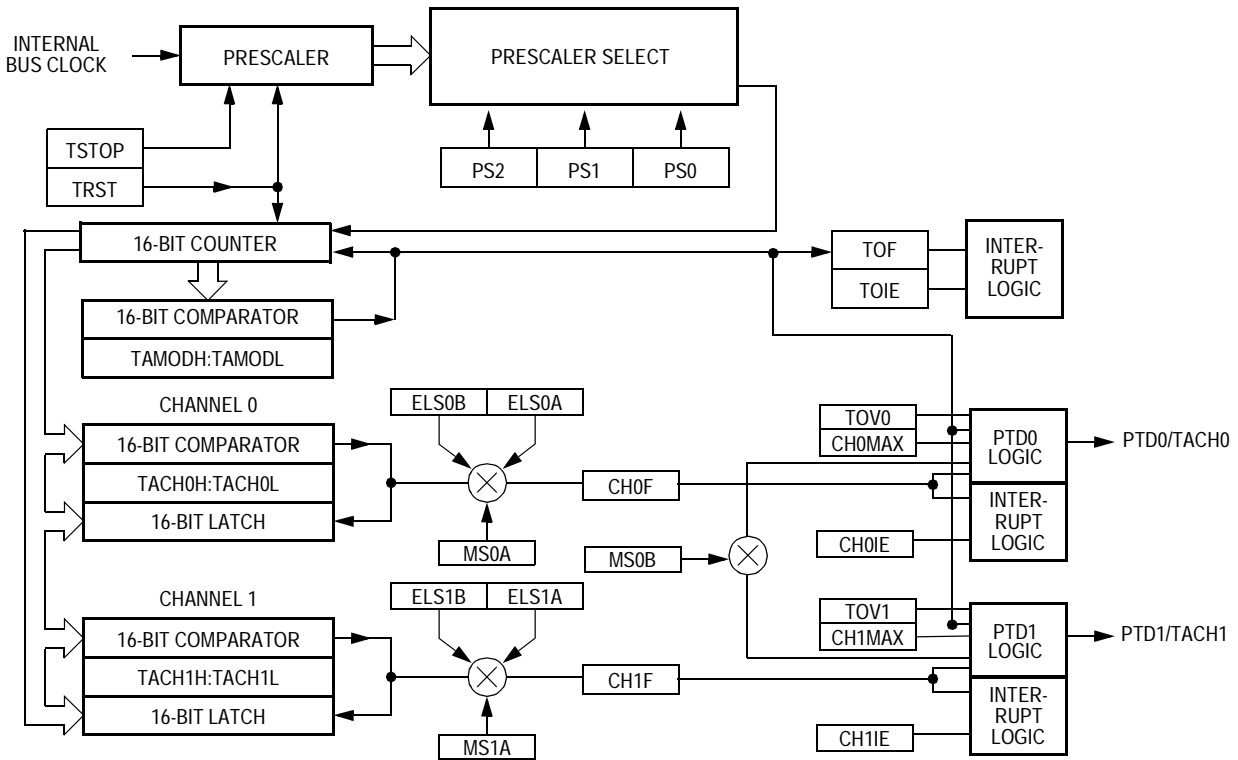 INTERNAL
BUS CLOCK
PRESCALER
PRESCALER SELECT
TSTOP
TRST
PS2
PS1
PS0
16-BIT COUNTER
TOF
TOIE
INTER-
RUPT
LOGIC
16-BIT COMPARATOR
TAMODH:TAMODL
CHANNEL 0
16-BIT COMPARATOR
TACH0H:TACH0L
16-BIT LATCH
ELS0B
ELS0A
MS0A
CH0F
TOV0
CH0MAX
PTD0
LOGIC
PTD0/TACH0
INTER-
RUPT
LOGIC
CH0IE
MS0B
CHANNEL 1
16-BIT COMPARATOR
TACH1H:TACH1L
16-BIT LATCH
ELS1B
ELS1A
MS1A
CH1F
TOV1
CH1MAX
PTD1
LOGIC
PTD1/TACH1
INTER-
RUPT
LOGIC
CH1IE